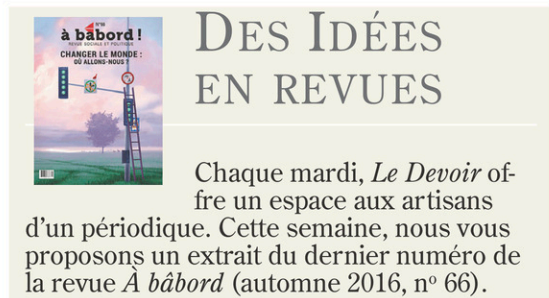 N° 66
à bâbord !
REVUE SOCIALE ET POLITIQUE
CHANGER LE MONDE :
OÙ ALLONS-NOUS ?
DES IDÉES
EN REVUES
Chaque mardi, Le Devoir of-
fre un espace aux artisans
d'un périodique. Cette semaine, nous vous
proposons un extrait du dernier numéro de
la revue À bâbord (automne 2016, nº 66).